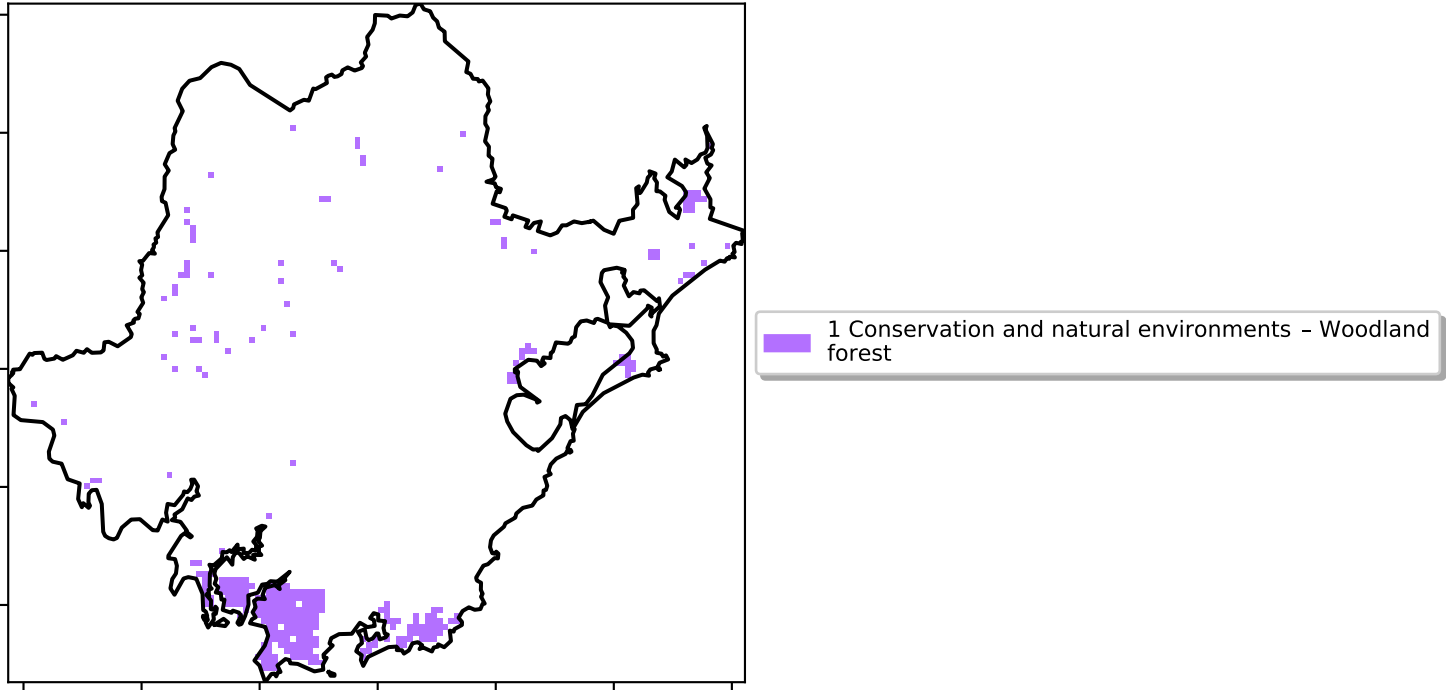 1 Conservation and natural environments – Woodland
forest